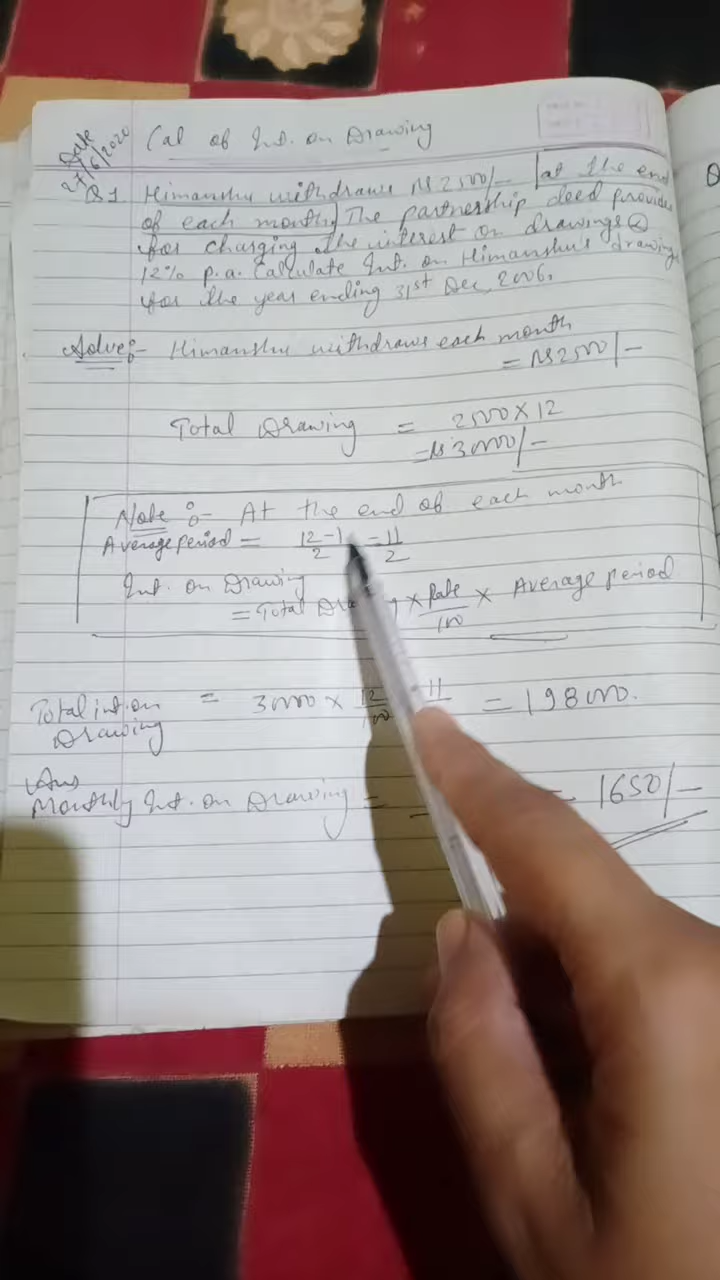 Date
27/6/2020
Cal of Int. on Drawing
Q1 Himanshu withdraws Rs 2500/- at the end
of each month, The partnership deed provides
for charging the interest on drawings @
12% p.a. Calculate Int. on Himanshu's drawings
for the year ending 31st Dec, 2006.
Solve:- Himanshu withdraws each month
= Rs 2500/-
Total Drawing = 2500 × 12
= Rs 30000/-
Note :- At the end of each month
Average period = 12-1/2 = 11/2
Int. on Drawing
= Total × Rate/100 × Average period
Total int on Drawing = 30000 × 12/100 11 = 198000.
Ans
Monthly Int. on Drawing = = 1650/-
Q